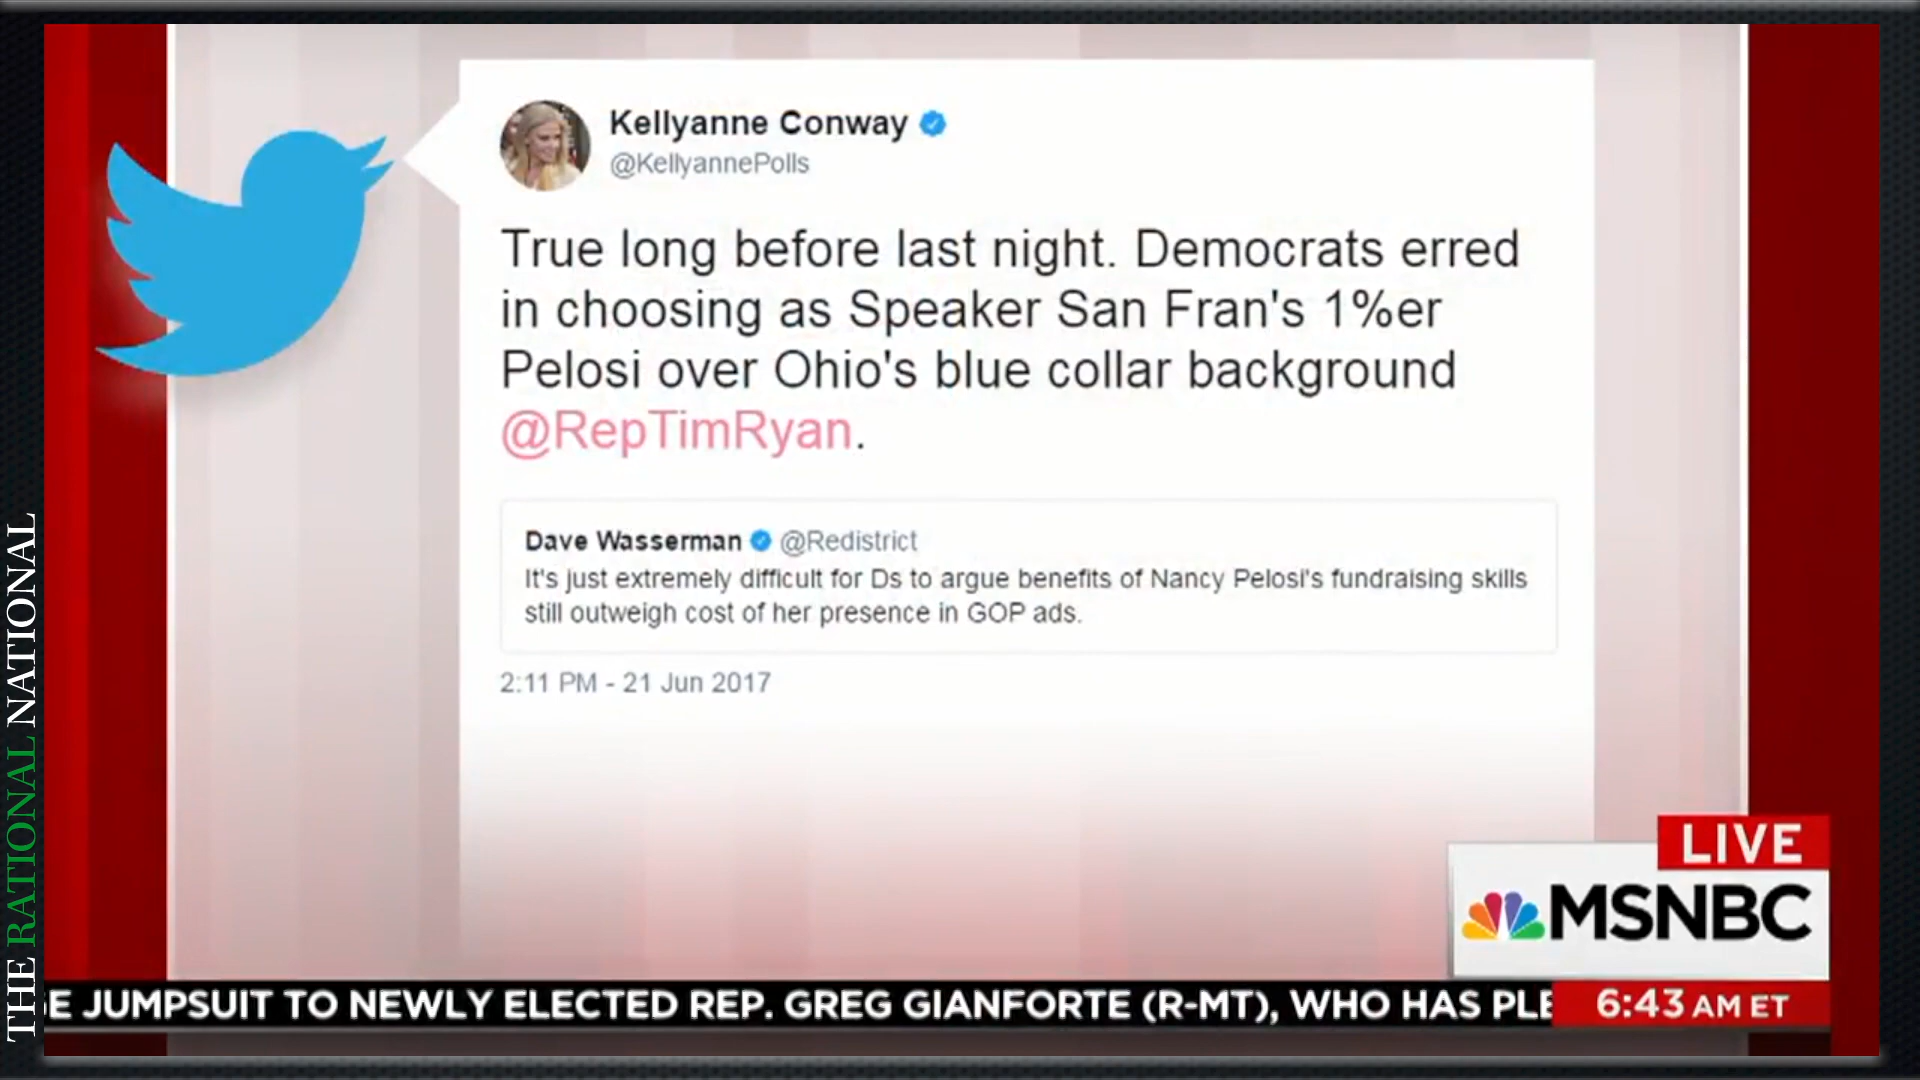 Kellyanne Conway
@KellyannePolls
True long before last night. Democrats erred
in choosing as Speaker San Fran's 1%er
Pelosi over Ohio's blue collar background
@RepTimRyan.
Dave Wasserman @Redistrict
It's just extremely difficult for Ds to argue benefits of Nancy Pelosi's fundraising skills
still outweigh cost of her presence in GOP ads.
2:11 PM - 21 Jun 2017
LIVE
MSNBC
JUMPSUIT TO NEWLY ELECTED REP. GREG GIANFORTE (R-MT), WHO HAS
6:43 AM ET
THE RATIONAL NATIONAL